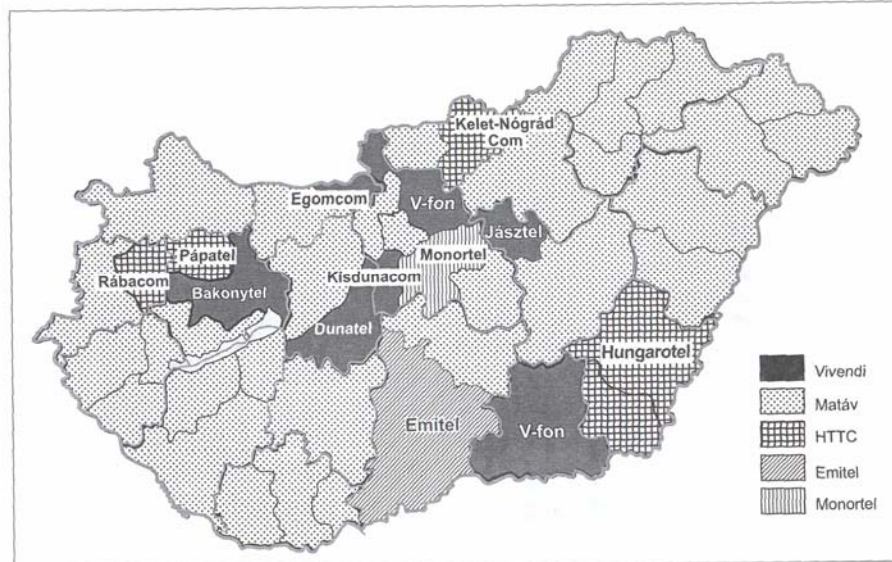 Kelet-Nógrád
Com
Egomcom
V-fon
Jásztel
Pápatel
Monortel
Rábacom
Kisdunacom
Bakonytel
Dunatel
Hungarotel
Emitel
V-fon
Vivendi
Matáv
HTTC
Emitel
Monortel